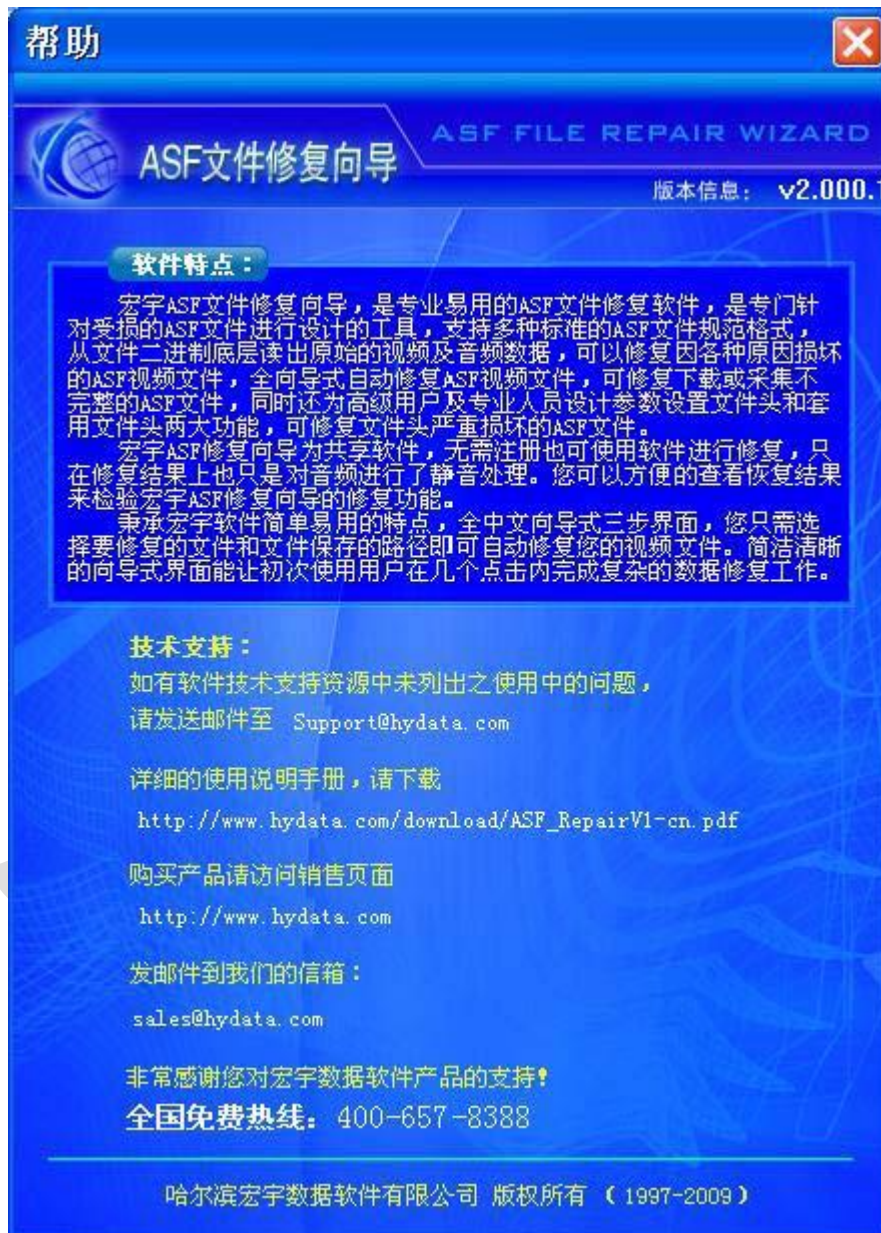 帮助
ASF文件修复向导
ASF FILE REPAIR WIZARD
版本信息： v2.000.1
软件特点：
宏宇ASF文件修复向导，是专业易用的ASF文件修复软件，是专门针
对受损的ASF文件进行设计的工具，支持多种标准的ASF文件规范格式，
从文件二进制底层读出原始的视频及音频数据，可以修复因各种原因损坏
的ASF视频文件，全向导式自动修复ASF视频文件，可修复下载或采集不
完整的ASF文件，同时还为高级用户及专业人员设计参数设置文件头和套
用文件头两大功能，可修复文件头严重损坏的ASF文件。
宏宇ASF修复向导为共享软件，无需注册也可使用软件进行修复，只
在修复结果上也只是对音频进行了静音处理。您可以方便的查看恢复结果
来检验宏宇ASF修复向导的修复功能。
秉承宏宇软件简单易用的特点，全中文向导式三步界面，您只需选
择要修复的文件和文件保存的路径即可自动修复您的视频文件。简洁清晰
的向导式界面能让初次使用用户在几个点击内完成复杂的数据修复工作。
技术支持：
如有软件技术支持资源中未列出之使用中的问题，
请发送邮件至 Support@hydata.com
详细的使用说明手册，请下载
http://www.hydata.com/download/ASF_RepairV1-cn.pdf
购买产品请访问销售页面
http://www.hydata.com
发邮件到我们的信箱：
sales@hydata.com
非常感谢您对宏宇数据软件产品的支持！
全国免费热线：400-657-8388
哈尔滨宏宇数据软件有限公司 版权所有 （1997-2009）